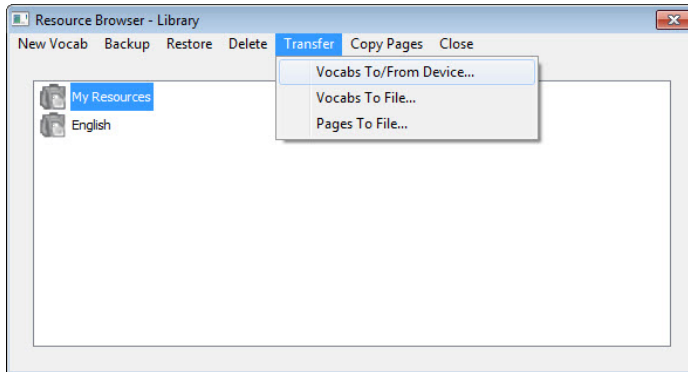 Resource Browser - Library
New Vocab Backup Restore Delete Transfer Copy Pages Close
Vocabs To/From Device...
Vocabs To File...
Pages To File...
My Resources
English